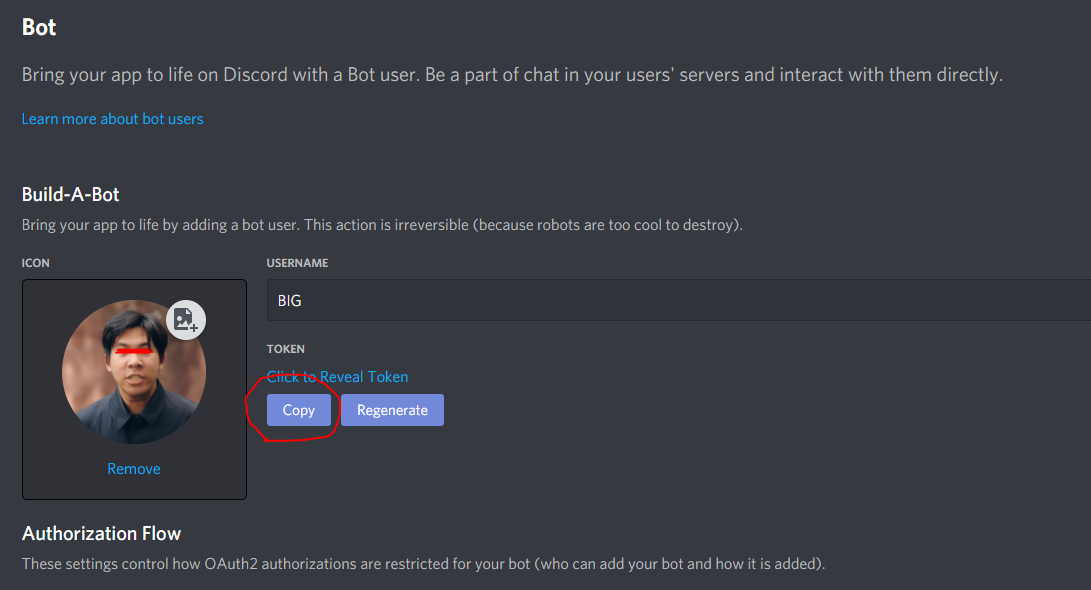 Bot
Bring your app to life on Discord with a Bot user. Be a part of chat in your users' servers and interact with them directly.
Learn more about bot users
Build-A-Bot
Bring your app to life by adding a bot user. This action is irreversible (because robots are too cool to destroy).
ICON
USERNAME
BIG
TOKEN
Click to Reveal Token
Copy
Regenerate
Remove
Authorization Flow
These settings control how OAuth2 authorizations are restricted for your bot (who can add your bot and how it is added).